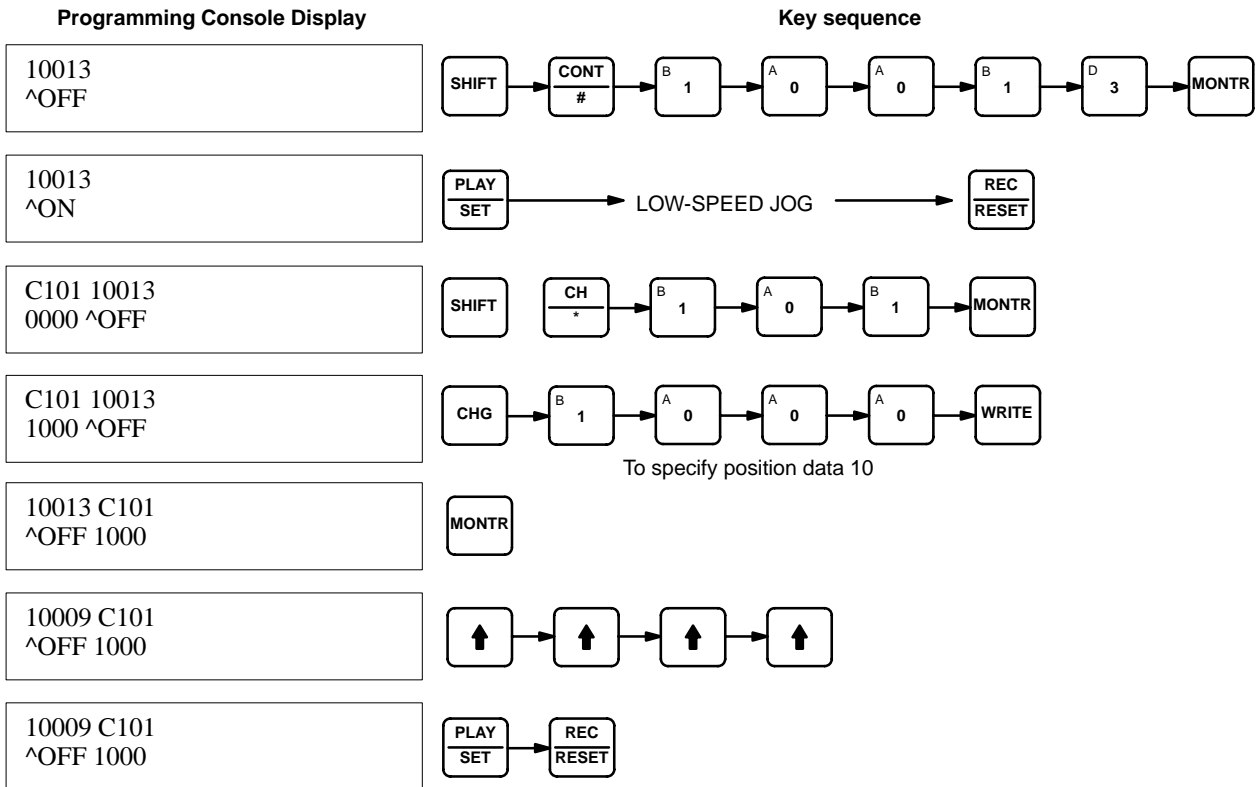 Programming Console Display
Key sequence
10013
^OFF
SHIFT CONT # B 1 A 0 A 0 B 1 D 3 MONTR
10013
^ON
PLAY SET LOW-SPEED JOG REC RESET
C101 10013
0000 ^OFF
SHIFT CH * B 1 A 0 B 1 MONTR
C101 10013
1000 ^OFF
CHG B 1 A 0 A 0 A 0 WRITE
To specify position data 10
10013 C101
^OFF 1000
MONTR
10009 C101
^OFF 1000
10009 C101
^OFF 1000
PLAY SET REC RESET